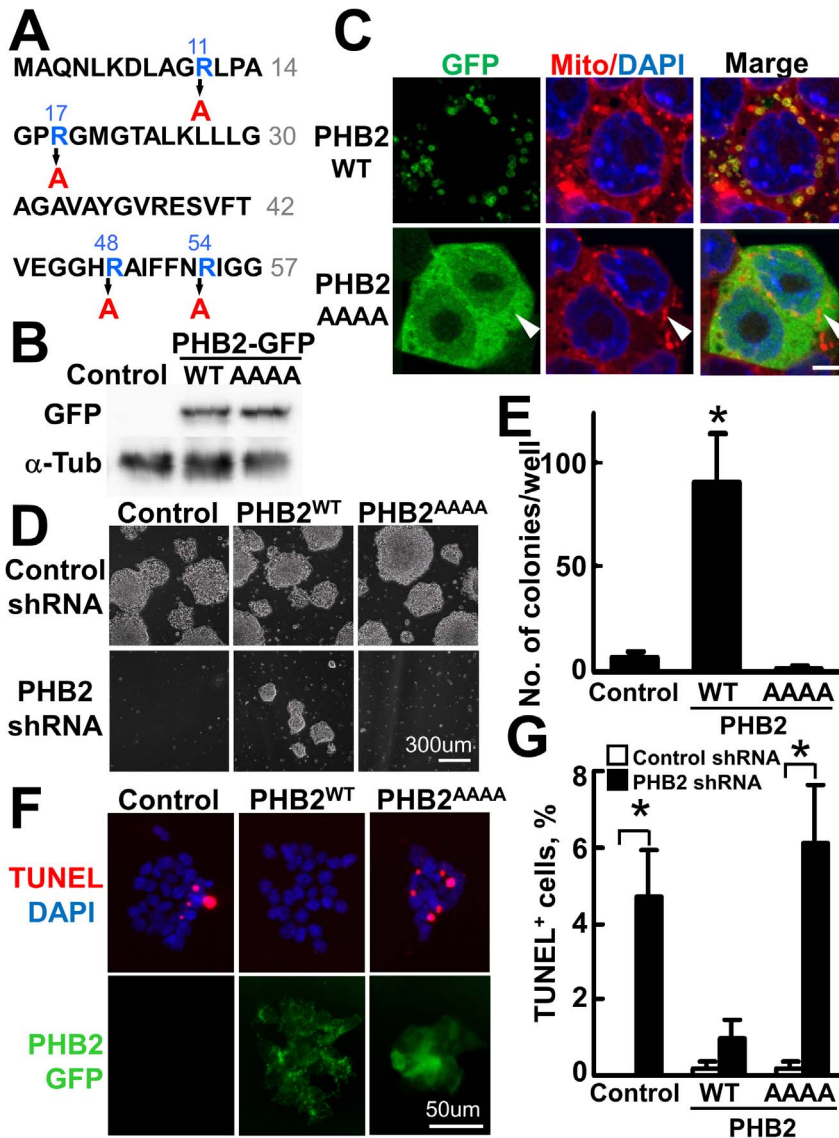 A
11
MAQNLKDLAGRLPA 14
A
17
GPRGMGTALKLLLG 30
A
AGAVAYGVRESVFT 42
48 54
VEGGHRAIFFNRIGG 57
A A
B
PHB2-GFP
Control WT AAAA
GFP
α-Tub
C
GFP Mito/DAPI Marge
PHB2
WT
PHB2
AAAA
D
Control PHB2WT PHB2AAAA
Control
shRNA
PHB2
shRNA
300um
E
No. of colonies/well
100
50
0
*
Control WT AAAA
PHB2
F
Control PHB2WT PHB2AAAA
TUNEL
DAPI
PHB2
GFP
50um
G
Control shRNA
PHB2 shRNA
TUNEL+ cells, %
8
6
4
2
0
*
*
Control WT AAAA
PHB2